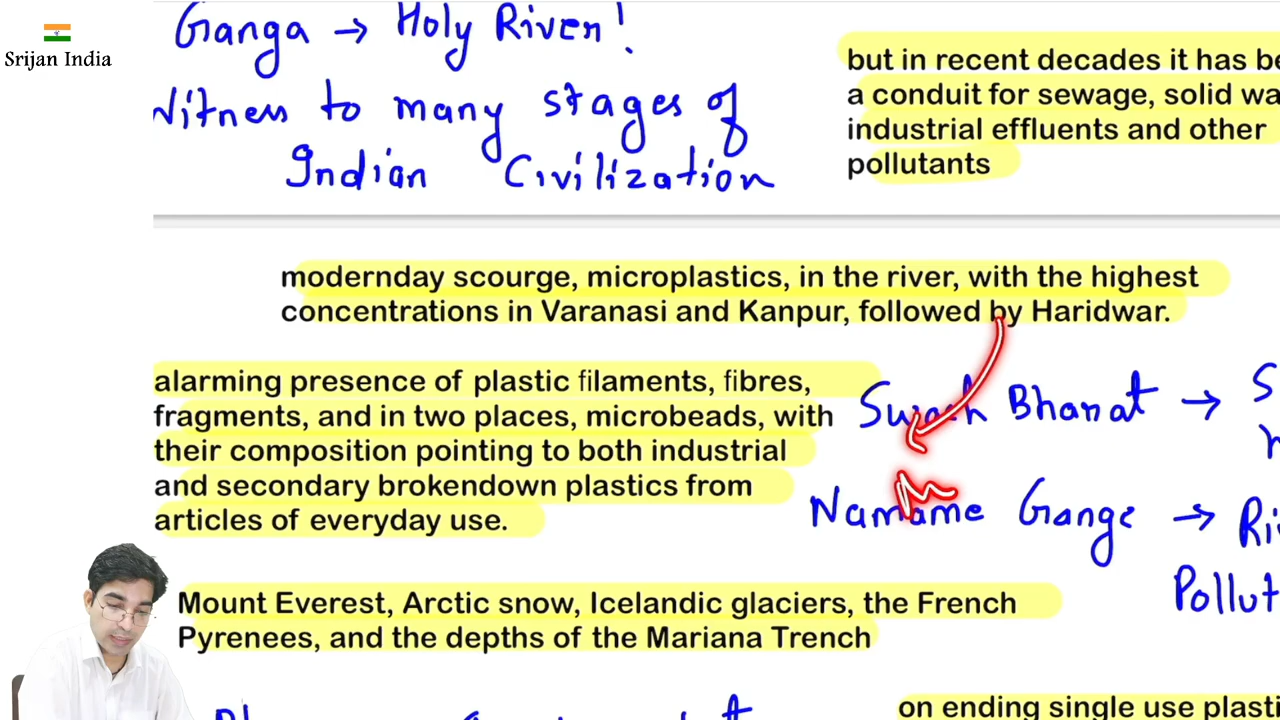 Srijan India
Ganga → Holy River!
Witness to many stages of
Indian Civilization
but in recent decades it has be
a conduit for sewage, solid wa
industrial effluents and other
pollutants
modernday scourge, microplastics, in the river, with the highest
concentrations in Varanasi and Kanpur, followed by Haridwar.
alarming presence of plastic filaments, fibres,
fragments, and in two places, microbeads, with
their composition pointing to both industrial
and secondary brokendown plastics from
articles of everyday use.
Swach Bharat → S
Namame Gange → Ri
Pollut
Mount Everest, Arctic snow, Icelandic glaciers, the French
Pyrenees, and the depths of the Mariana Trench
on ending single use plasti